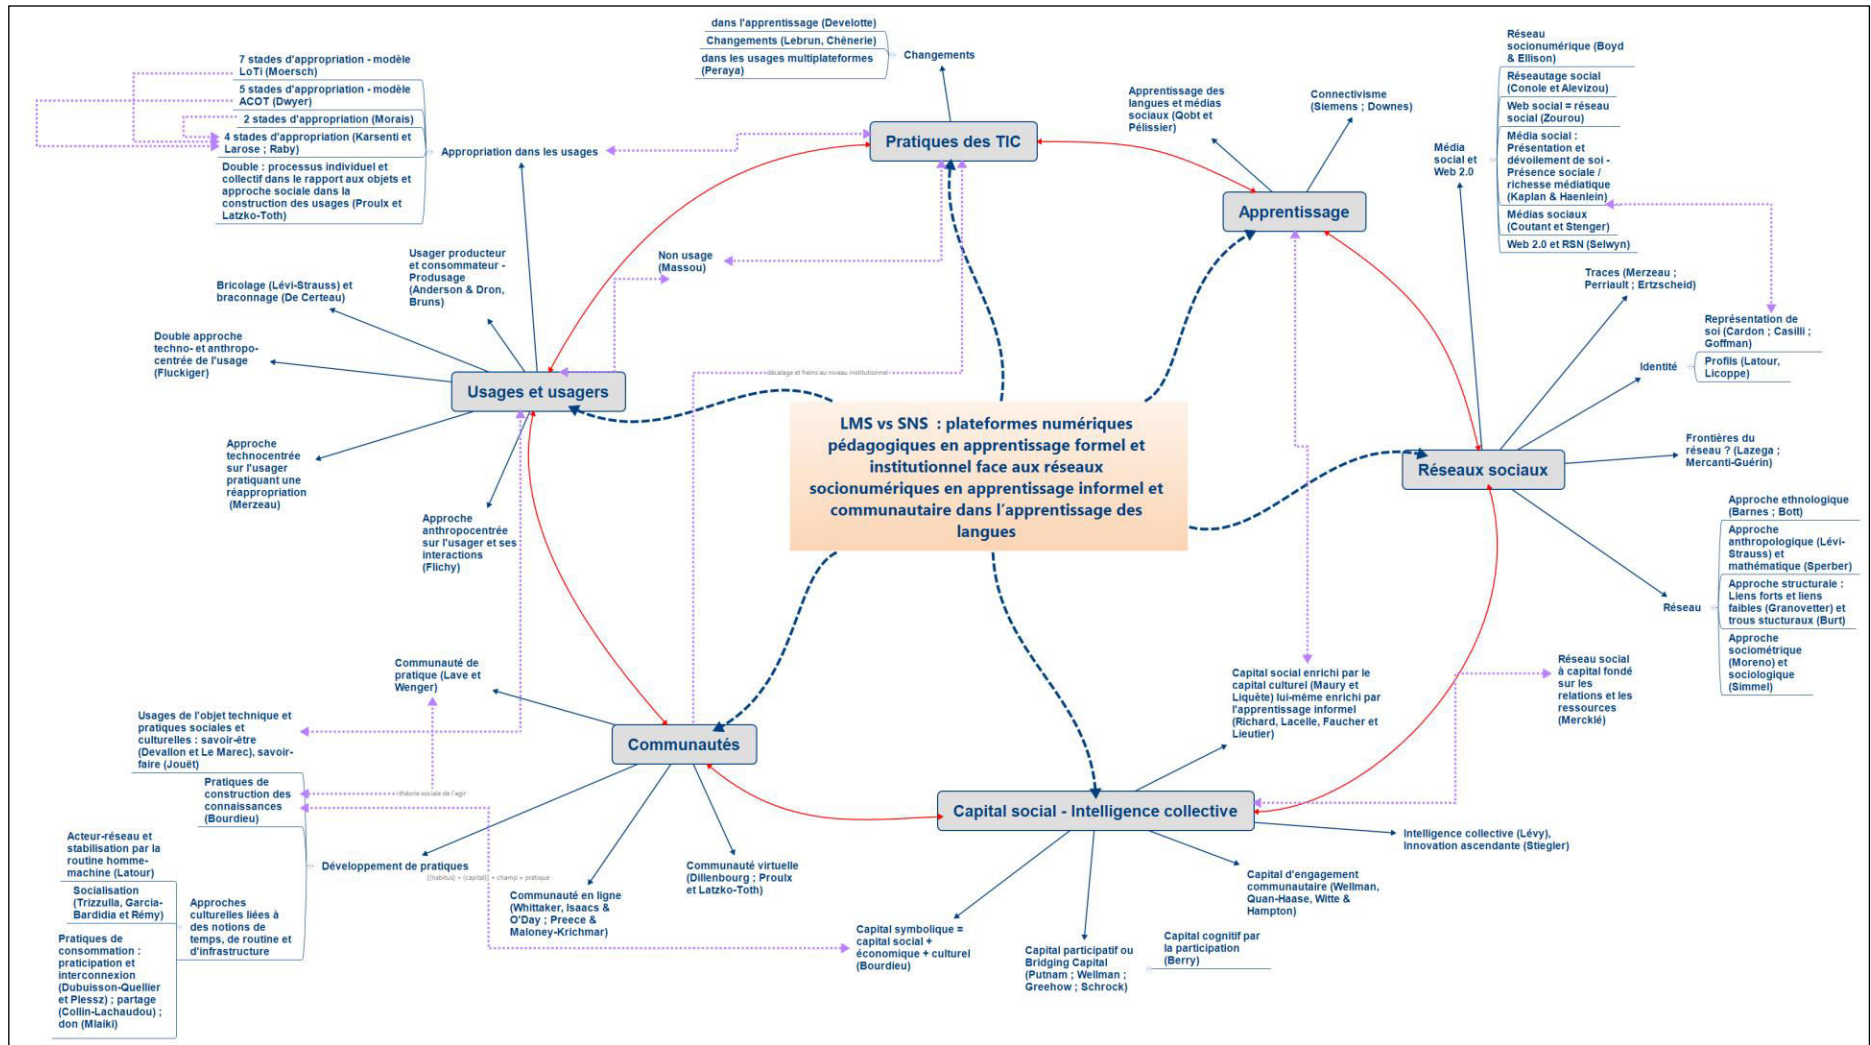 dans l'apprentissage (Develotte)
Changements (Lebrun, Chênerie)
dans les usages multiplateformes
(Peraya)
Changements
7 stades d'appropriation - modèle
LoTi (Moersch)
5 stades d'appropriation - modèle
ACOT (Dwyer)
2 stades d'appropriation (Morais)
4 stades d'appropriation (Karsenti et
Larose ; Raby)
Double : processus individuel et
collectif dans le rapport aux objets et
approche sociale dans la
construction des usages (Proulx et
Latzko-Toth)
Appropriation dans les usages
Pratiques des TIC
Apprentissage des
langues et médias
sociaux (Qobt et
Pélissier)
Connectivisme
(Siemens ; Downes)
Apprentissage
Média
social et
Web 2.0
Réseau
socionumérique (Boyd
& Ellison)
Réseautage social
(Conole et Alevizou)
Web social = réseau
social (Zourou)
Média social :
Présentation et
dévoilement de soi -
Présence sociale /
richesse médiatique
(Kaplan & Haenlein)
Médias sociaux
(Coutant et Stenger)
Web 2.0 et RSN (Selwyn)
Non usage
(Massou)
Usager producteur
et consommateur -
Produsage
(Anderson & Dron,
Bruns)
Bricolage (Lévi-Strauss) et
braconnage (De Certeau)
Double approche
techno- et anthropo-
centrée de l'usage
(Fluckiger)
Usages et usagers
Approche
technocentrée
sur l'usager
pratiquant une
réappropriation
(Merzeau)
Approche
anthropocentrée
sur l'usager et ses
interactions
(Flichy)
décalage et freins au niveau institutionnel
LMS vs SNS : plateformes numériques
pédagogiques en apprentissage formel et
institutionnel face aux réseaux
socionumériques en apprentissage informel et
communautaire dans l'apprentissage des
langues
Traces (Merzeau ;
Perriault ; Ertzscheid)
Identité
Représentation de
soi (Cardon ; Casilli ;
Goffman)
Profils (Latour,
Licoppe)
Réseaux sociaux
Frontières du
réseau ? (Lazega ;
Mercanti-Guérin)
Réseau
Approche ethnologique
(Barnes ; Bott)
Approche
anthropologique (Lévi-
Strauss) et
mathématique (Sperber)
Approche structurale :
Liens forts et liens
faibles (Granovetter) et
trous stucturaux (Burt)
Approche
sociométrique
(Moreno) et
sociologique
(Simmel)
Réseau social
à capital fondé
sur les
relations et les
ressources
(Mercklé)
Capital social enrichi par le
capital culturel (Maury et
Liquète) lui-même enrichi par
l'apprentissage informel
(Richard, Lacelle, Faucher et
Lieutier)
Communauté de
pratique (Lave et
Wenger)
Communautés
Usages de l'objet technique et
pratiques sociales et
culturelles : savoir-être
(Devallon et Le Marec), savoir-
faire (Jouët)
Pratiques de
construction des
connaissances
(Bourdieu)
théorie sociale de l'agir
Acteur-réseau et
stabilisation par la
routine homme-
machine (Latour)
Socialisation
(Trizzulla, Garcia-
Bardidia et Rémy)
Pratiques de
consommation :
praticipation et
interconnexion
(Dubuisson-Quellier
et Plessz) ; partage
(Collin-Lachaudou) ;
don (Mlaiki)
Approches
culturelles liées à
des notions de
temps, de routine et
d'infrastructure
Développement de pratiques
[(habitus) + (capital)] + champ = pratique
Communauté en ligne
(Whittaker, Isaacs &
O'Day ; Preece &
Maloney-Krichmar)
Communauté virtuelle
(Dillenbourg ; Proulx
et Latzko-Toth)
Capital social - Intelligence collective
Intelligence collective (Lévy),
Innovation ascendante (Stiegler)
Capital d'engagement
communautaire (Wellman,
Quan-Haase, Witte &
Hampton)
Capital symbolique =
capital social +
économique + culturel
(Bourdieu)
Capital participatif ou
Bridging Capital
(Putnam ; Wellman ;
Greehow ; Schrock)
Capital cognitif par
la participation
(Berry)